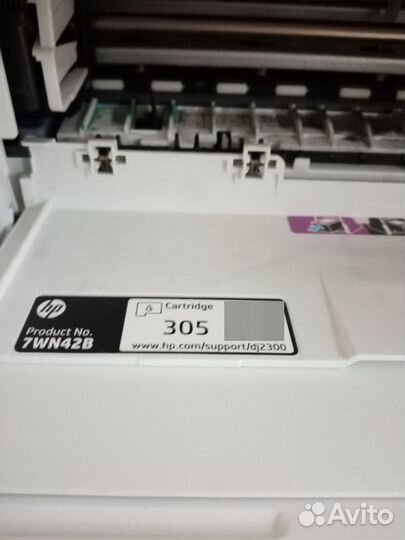 hp
Product No.
7WN42B
Cartridge
305
www.hp.com/support/dj2300
Avito